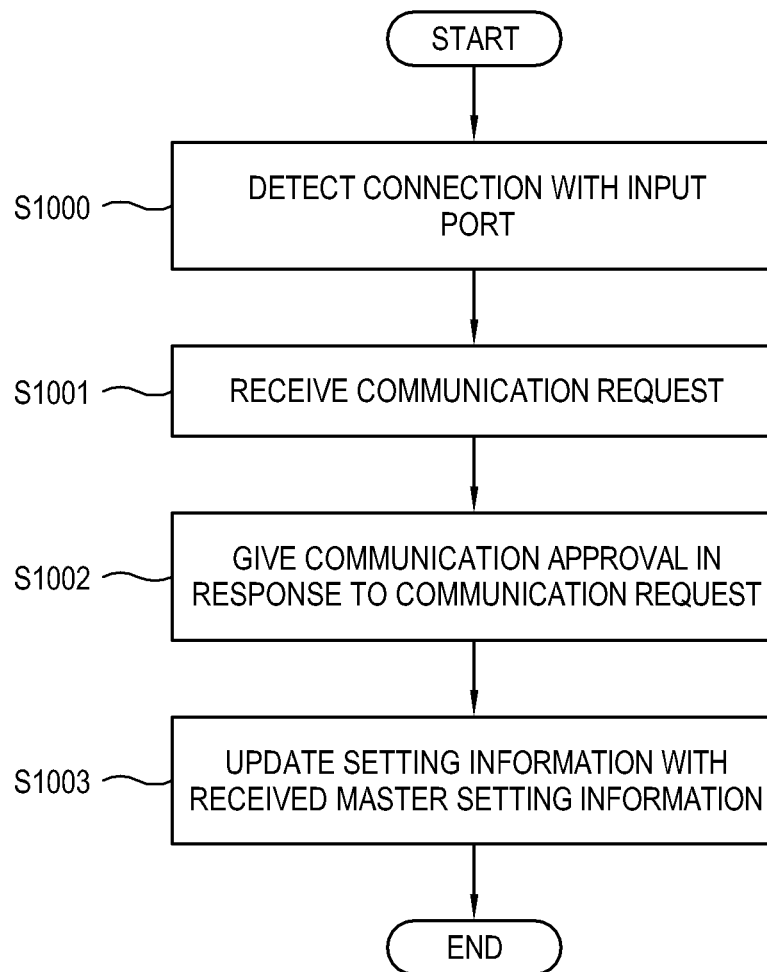 START
S1000
DETECT CONNECTION WITH INPUT
PORT
S1001
RECEIVE COMMUNICATION REQUEST
S1002
GIVE COMMUNICATION APPROVAL IN
RESPONSE TO COMMUNICATION REQUEST
S1003
UPDATE SETTING INFORMATION WITH
RECEIVED MASTER SETTING INFORMATION
END